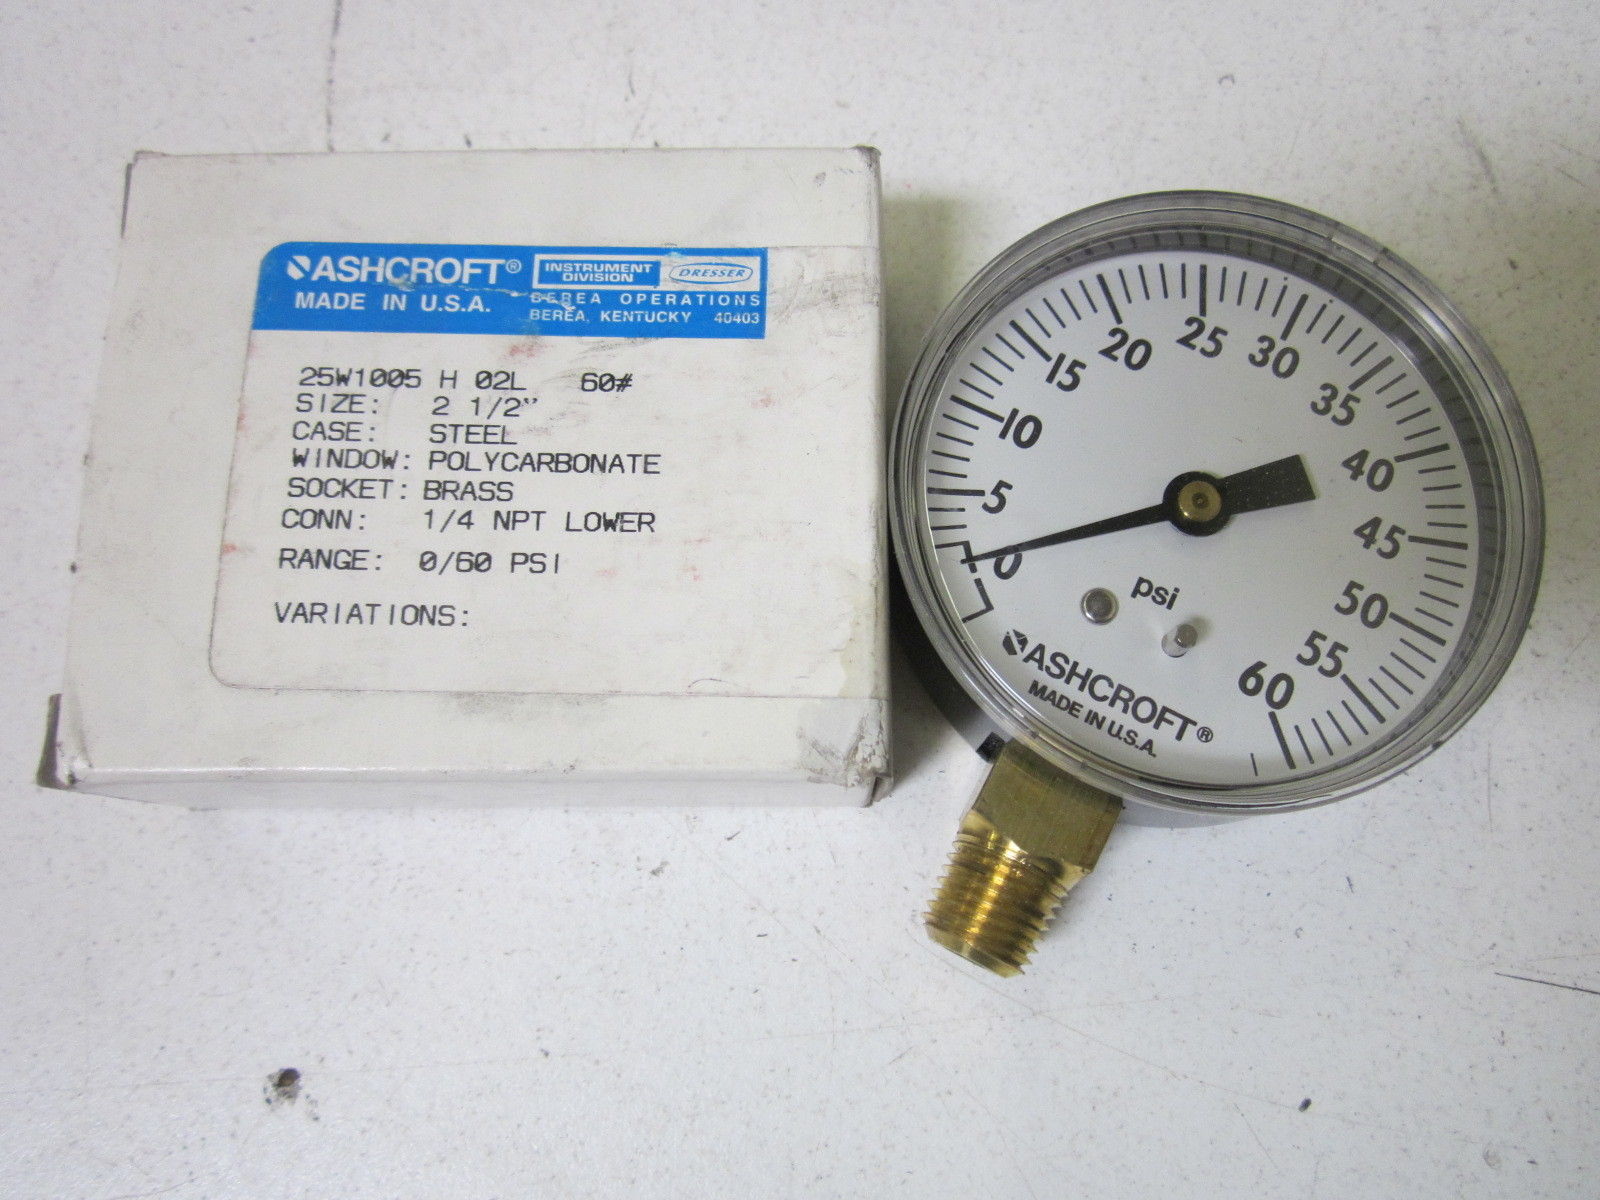 ASHCROFT®
MADE IN U.S.A.
INSTRUMENT
DIVISION
DRESSER
BEREA OPERATIONS
BEREA, KENTUCKY 40403
25W1005 H 02L 60#
SIZE: 2 1/2"
CASE: STEEL
WINDOW: POLYCARBONATE
SOCKET: BRASS
CONN: 1/4 NPT LOWER
RANGE: 0/60 PSI
VARIATIONS:
0
5
10
15
20
25
30
35
40
45
50
55
60
psi
ASHCROFT®
MADE IN U.S.A.